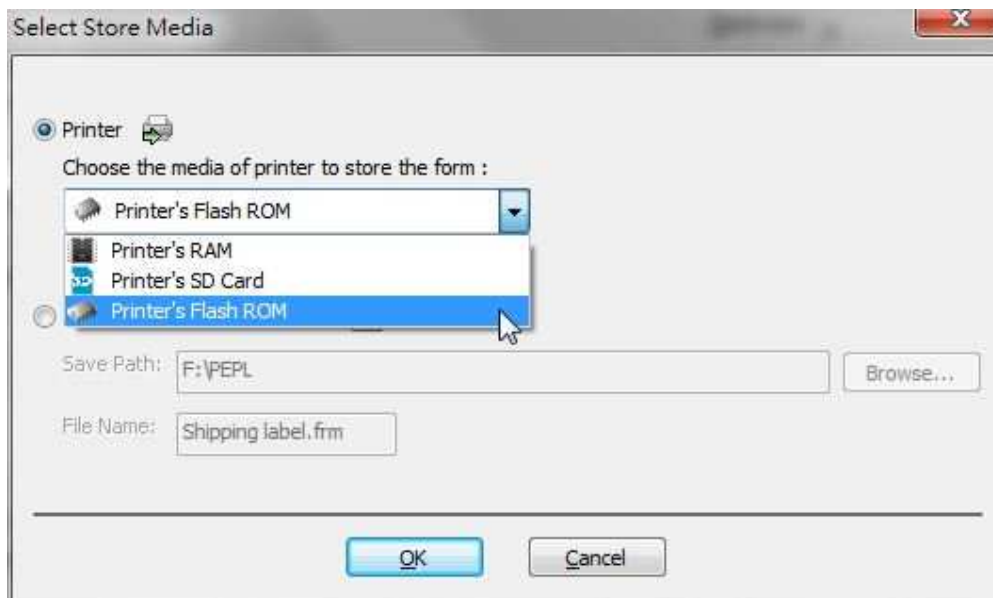 Select Store Media
Printer
Choose the media of printer to store the form :
Printer's Flash ROM
Printer's RAM
SD
Printer's SD Card
Printer's Flash ROM
Save Path:
F:\PEPL
Browse...
File Name:
Shipping label.frm
OK
Cancel